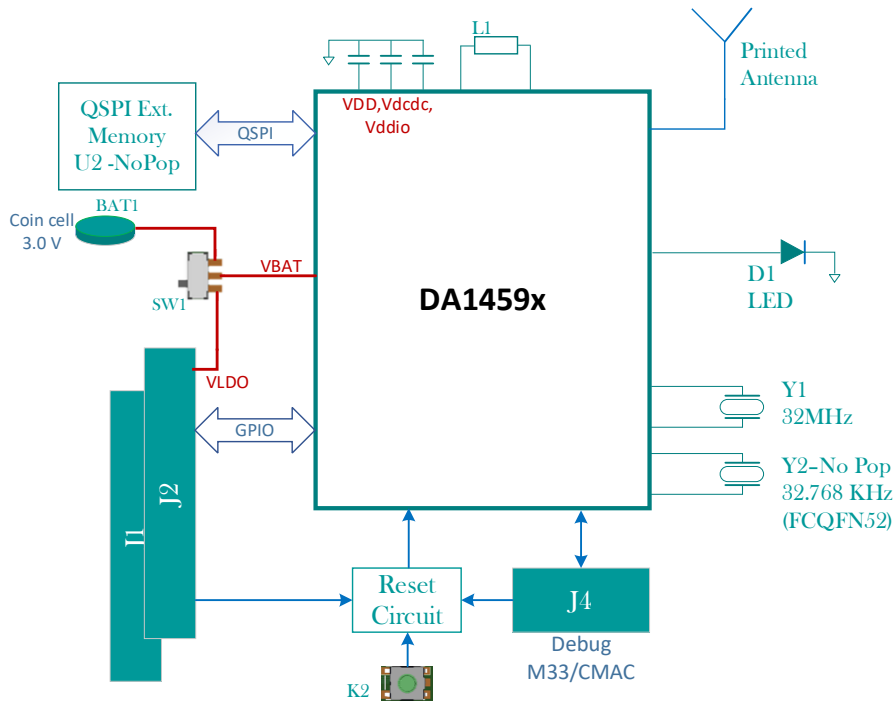 L1
Printed
Antenna
VDD,Vdcdc,
Vddio
QSPI Ext.
Memory
U2 -NoPop
QSPI
BAT1
Coin cell
3.0 V
VBAT
SW1
DA1459x
D1
LED
VLDO
GPIO
J2
J1
Y1
32MHz
Y2-No Pop
32.768 KHz
(FCQFN52)
Reset
Circuit
J4
Debug
M33/CMAC
K2